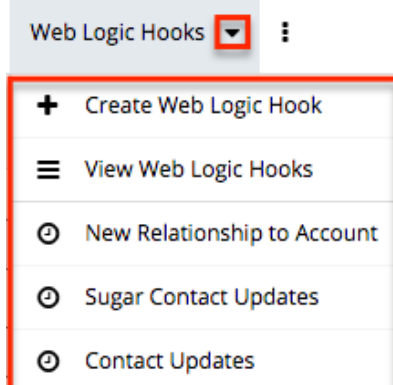 Web Logic Hooks
Create Web Logic Hook
View Web Logic Hooks
New Relationship to Account
Sugar Contact Updates
Contact Updates